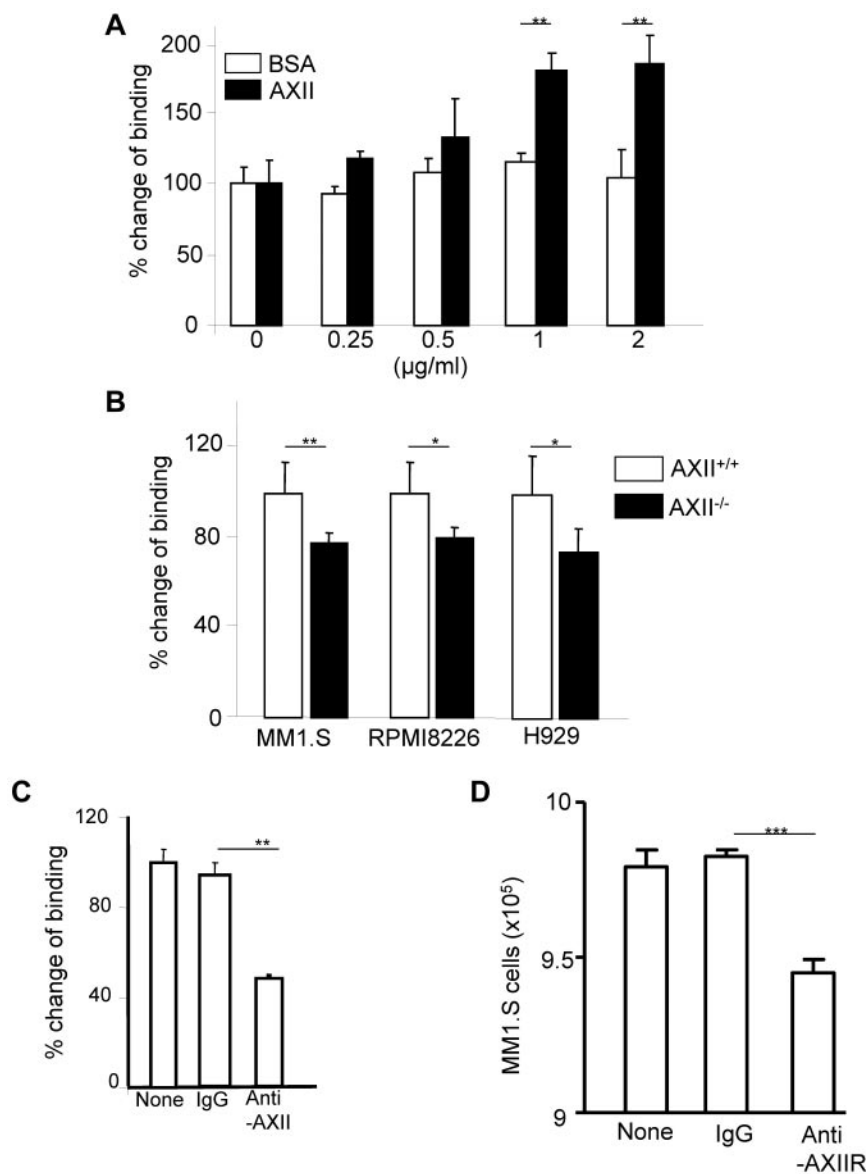 A
% change of binding
200
150
100
50
0
BSA
AXII
** **
0 0.25 0.5 1 2
(µg/ml)
B
% change of binding
120
80
40
0
** * *
AXII+/+
AXII-/-
MM1.S RPMI8226 H929
C
% change of binding
120
80
40
0
**
None IgG Anti
-AXII
D
MM1.S cells (x10⁵)
10
9.5
9
***
None IgG Anti
-AXIIR